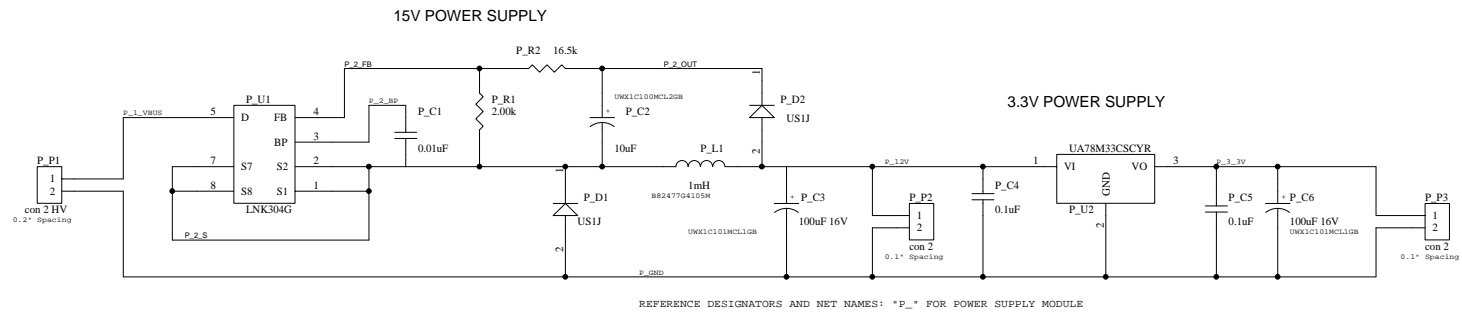 15V POWER SUPPLY
P_R2 16.5k
P_2_FB
P_2_OUT
P_1_VBUS
P_U1
5 D FB 4
BP 3
P_2_BP
7 S7 S2 2
8 S8 S1 1
LNK304G
P_2_S
P_C1
0.01uF
P_R1
2.00k
UWX1C100MCL2GB
P_C2
10uF
1
P_D2
US1J
2
P_P1
1
2
con 2 HV
0.2" Spacing
P_L1
1mH
B82477G4105M
1
P_D1
US1J
2
P_C3
100uF 16V
UWX1C101MCL1GB
P_GND
P_12V
P_P2
1
2
con 2
0.1" Spacing
3.3V POWER SUPPLY
P_C4
0.1uF
UA78M33CSCYR
1 VI VO 3
GND
P_U2
2
P_3_3V
P_C5
0.1uF
P_C6
100uF 16V
UWX1C101MCL1GB
P_P3
1
2
con 2
0.1" Spacing
REFERENCE DESIGNATORS AND NET NAMES: "P_" FOR POWER SUPPLY MODULE